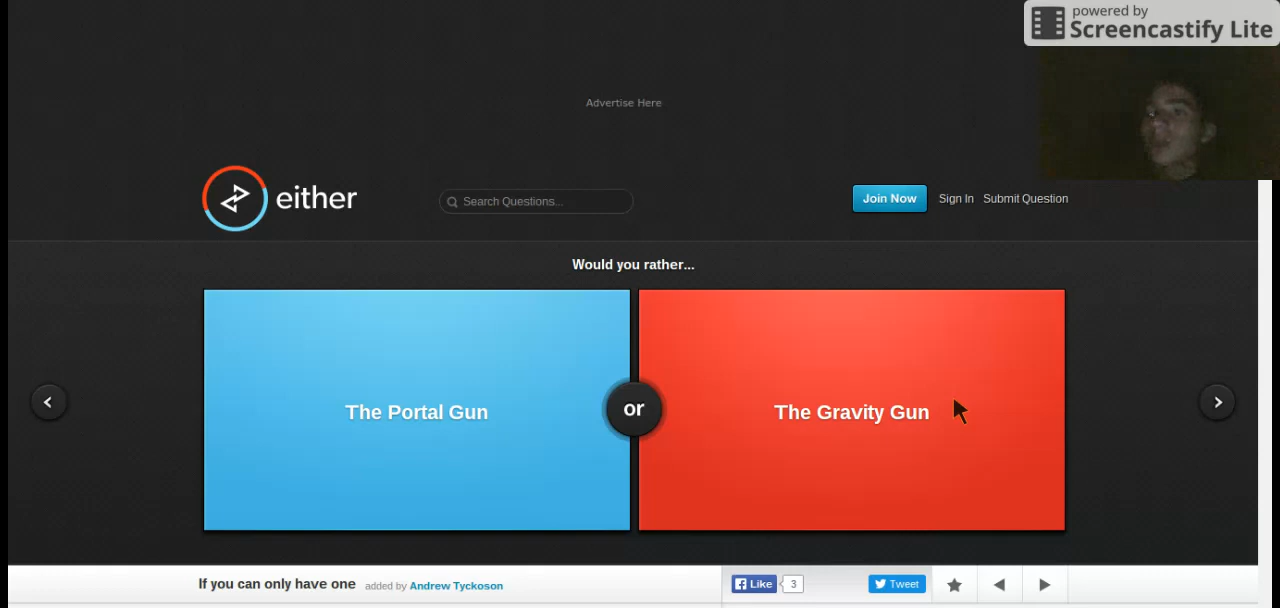 powered by
Screencastify Lite
Advertise Here
either
Search Questions...
Join Now
Sign In
Submit Question
Would you rather...
The Portal Gun
or
The Gravity Gun
If you can only have one
added by Andrew Tyckoson
Like
3
Tweet